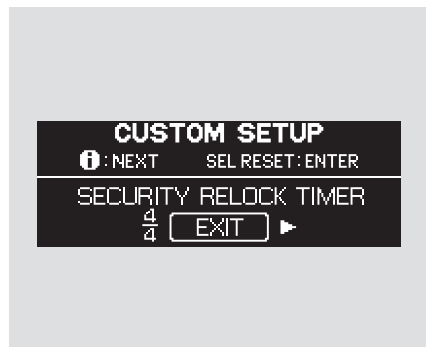 CUSTOM SETUP
i : NEXT SEL RESET : ENTER
SECURITY RELOCK TIMER
4/4 EXIT ►